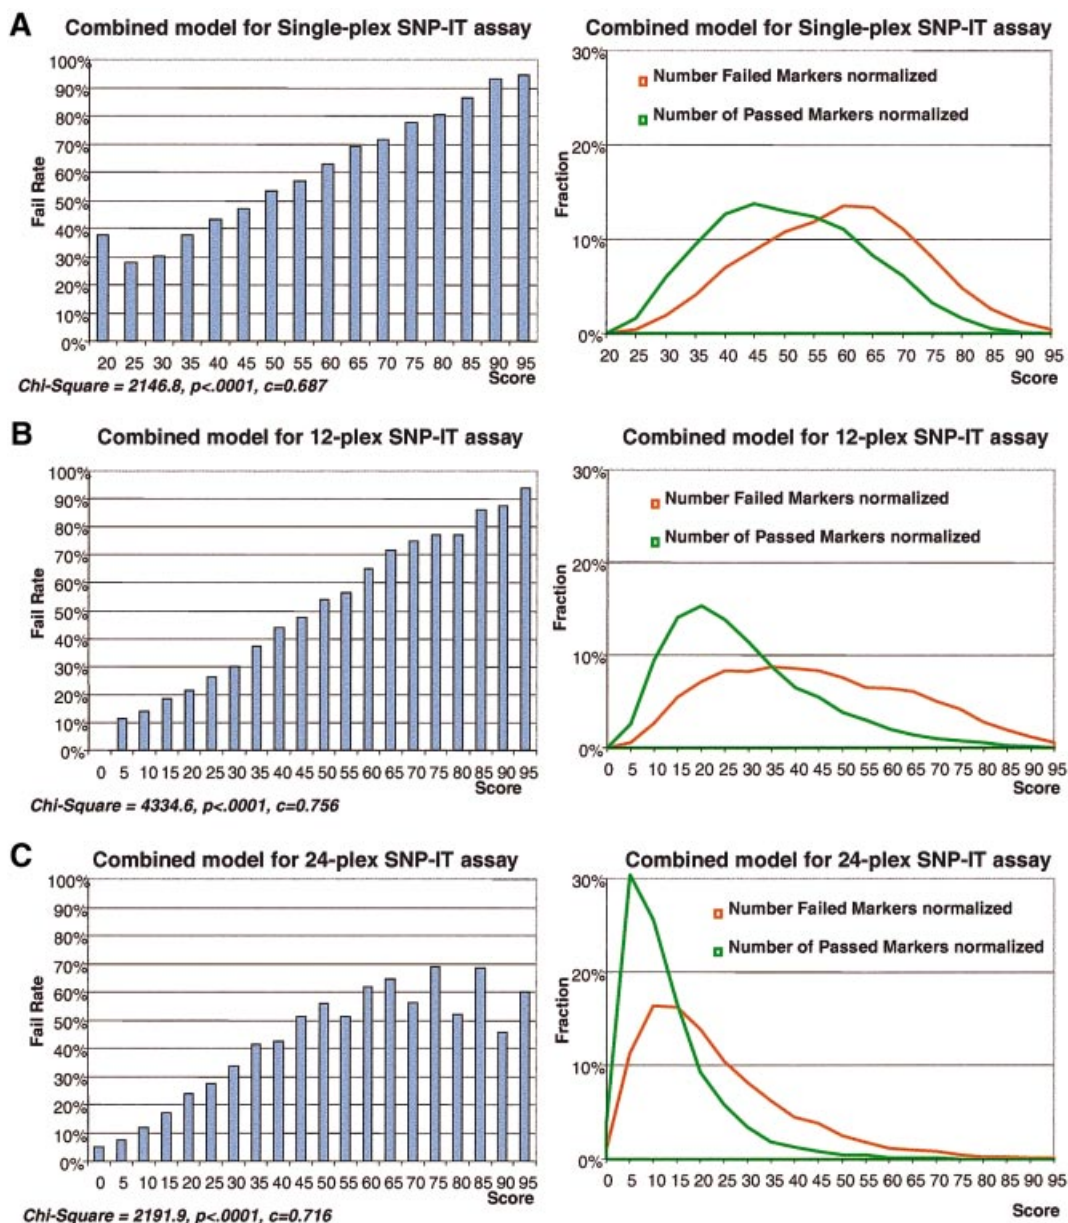 A
Combined model for Single-plex SNP-IT assay
100%
90%
80%
70%
60%
50%
40%
30%
20%
10%
0%
Fail Rate
20 25 30 35 40 45 50 55 60 65 70 75 80 85 90 95
Score
Chi-Square = 2146.8, p<.0001, c=0.687
Combined model for Single-plex SNP-IT assay
30%
20%
10%
0%
Fraction
Number Failed Markers normalized
Number of Passed Markers normalized
20 25 30 35 40 45 50 55 60 65 70 75 80 85 90 95
Score
B
Combined model for 12-plex SNP-IT assay
100%
90%
80%
70%
60%
50%
40%
30%
20%
10%
0%
Fail Rate
0 5 10 15 20 25 30 35 40 45 50 55 60 65 70 75 80 85 90 95
Score
Chi-Square = 4334.6, p<.0001, c=0.756
Combined model for 12-plex SNP-IT assay
30%
20%
10%
0%
Fraction
Number Failed Markers normalized
Number of Passed Markers normalized
0 5 10 15 20 25 30 35 40 45 50 55 60 65 70 75 80 85 90 95
Score
C
Combined model for 24-plex SNP-IT assay
100%
90%
80%
70%
60%
50%
40%
30%
20%
10%
0%
Fail Rate
0 5 10 15 20 25 30 35 40 45 50 55 60 65 70 75 80 85 90 95
Score
Chi-Square = 2191.9, p<.0001, c=0.716
Combined model for 24-plex SNP-IT assay
30%
20%
10%
0%
Fraction
Number Failed Markers normalized
Number of Passed Markers normalized
0 5 10 15 20 25 30 35 40 45 50 55 60 65 70 75 80 85 90 95
Score